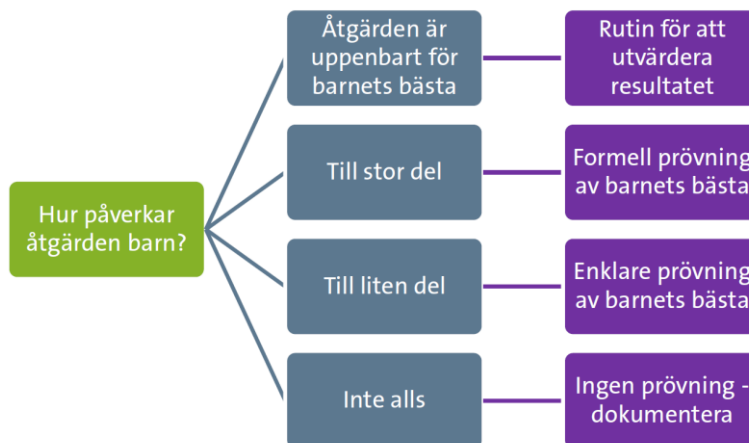 Åtgärden är
uppenbart för
barnets bästa
Rutin för att
utvärdera
resultatet
Till stor del
Formell prövning
av barnets bästa
Hur påverkar
åtgärden barn?
Till liten del
Enklare prövning
av barnets bästa
Inte alls
Ingen prövning -
dokumentera